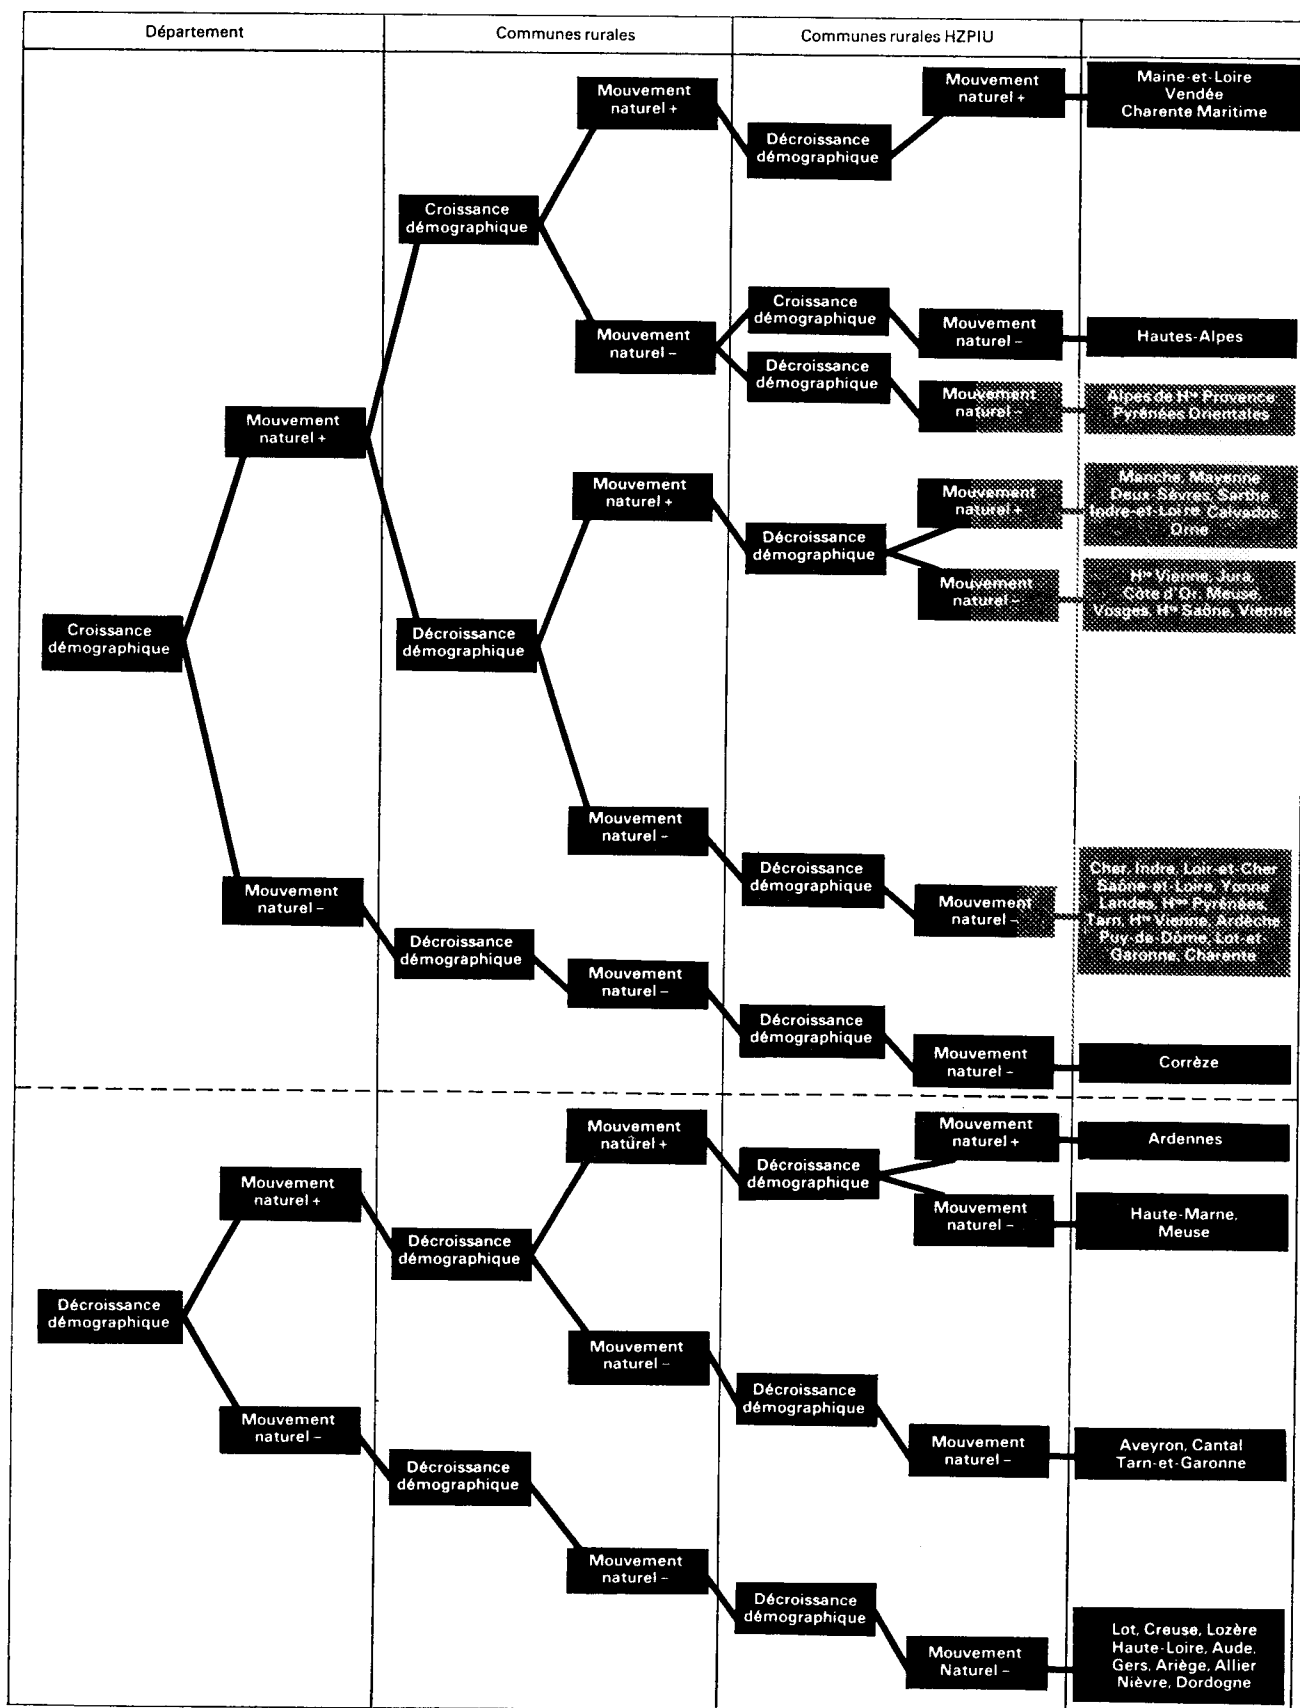 Département
Communes rurales
Communes rurales HZPIU
Mouvement
naturel +
Mouvement
naturel +
Maine-et-Loire
Vendée
Charente Maritime
Décroissance
démographique
Croissance
démographique
Croissance
démographique
Mouvement
naturel –
Mouvement
naturel –
Hautes-Alpes
Décroissance
démographique
Mouvement
naturel –
Alpes de Hte Provence
Pyrénées Orientales
Mouvement
naturel +
Mouvement
naturel +
Mouvement
naturel +
Manche, Mayenne
Deux-Sèvres, Sarthe
Indre-et-Loire, Calvados
Orne
Décroissance
démographique
Mouvement
naturel –
Hte Vienne, Jura,
Côte d'Or, Meuse,
Vosges, Hte Saône, Vienne
Croissance
démographique
Décroissance
démographique
Mouvement
naturel –
Décroissance
démographique
Mouvement
naturel –
Mouvement
naturel –
Cher, Indre, Loir-et-Cher
Saône-et-Loire, Yonne
Landes, Htes Pyrénées,
Tarn, Hte Vienne, Ardèche
Puy-de-Dôme, Lot-et-
Garonne, Charente
Décroissance
démographique
Mouvement
naturel –
Décroissance
démographique
Mouvement
naturel –
Corrèze
Mouvement
naturel +
Mouvement
naturel +
Ardennes
Mouvement
naturel +
Décroissance
démographique
Mouvement
naturel –
Haute-Marne,
Meuse
Décroissance
démographique
Décroissance
démographique
Mouvement
naturel –
Décroissance
démographique
Mouvement
naturel –
Mouvement
naturel –
Aveyron, Cantal
Tarn-et-Garonne
Décroissance
démographique
Mouvement
naturel –
Décroissance
démographique
Mouvement
Naturel –
Lot, Creuse, Lozère
Haute-Loire, Aude,
Gers, Ariège, Allier
Nièvre, Dordogne